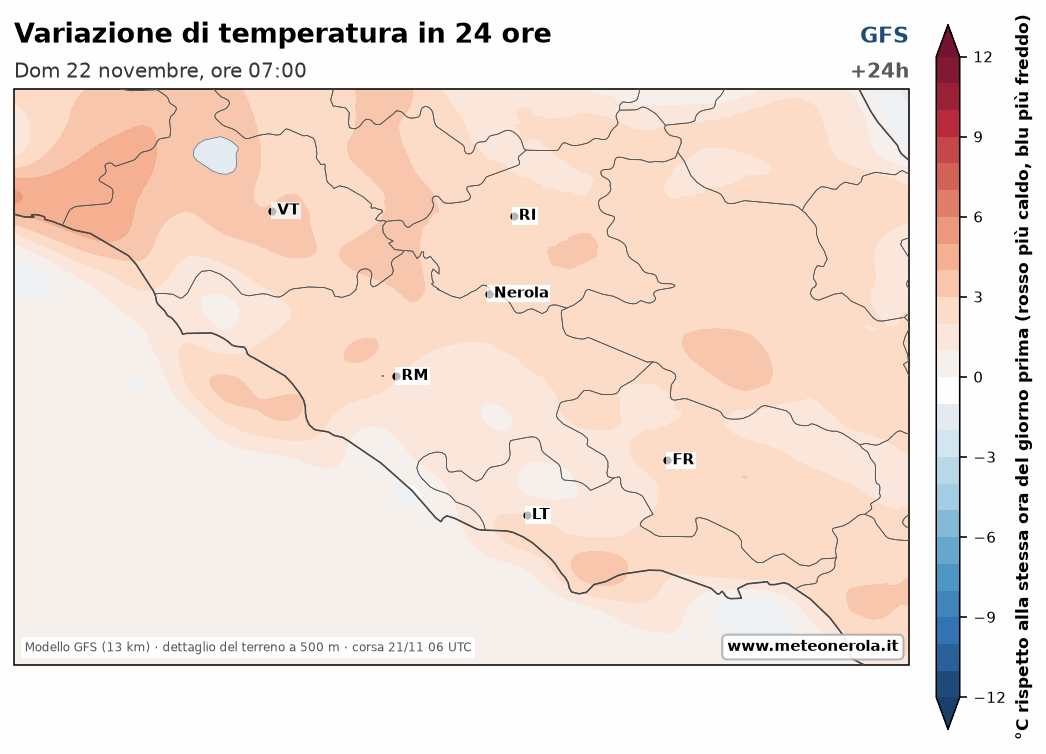 Variazione di temperatura in 24 ore
GFS
Dom 22 novembre, ore 07:00
+24h
VT
RI
Nerola
RM
FR
LT
Modello GFS (13 km) · dettaglio del terreno a 500 m · corsa 21/11 06 UTC
www.meteonerola.it
12
9
6
3
0
−3
−6
−9
−12
°C rispetto alla stessa ora del giorno prima (rosso più caldo, blu più freddo)